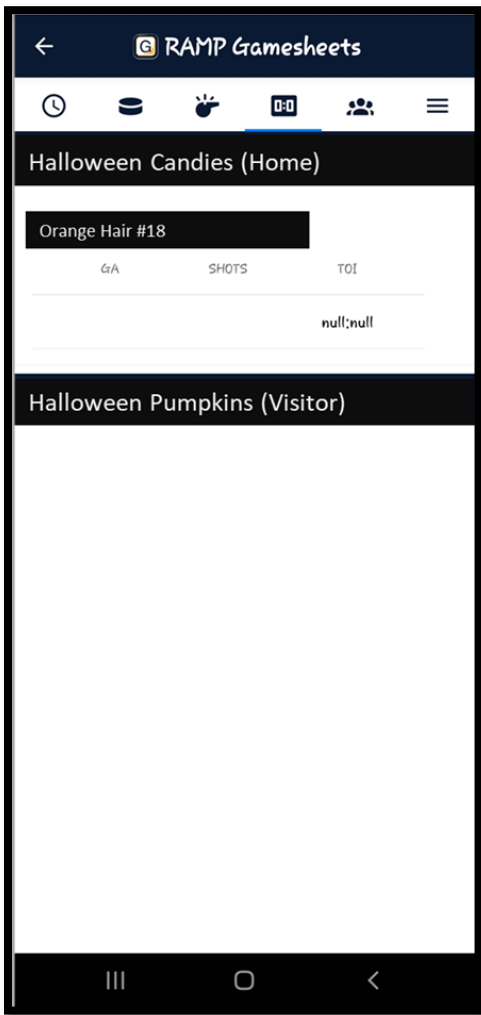 G RAMP Gamesheets
0:0
Halloween Candies (Home)
Orange Hair #18
GA SHOTS TOI
null:null
Halloween Pumpkins (Visitor)